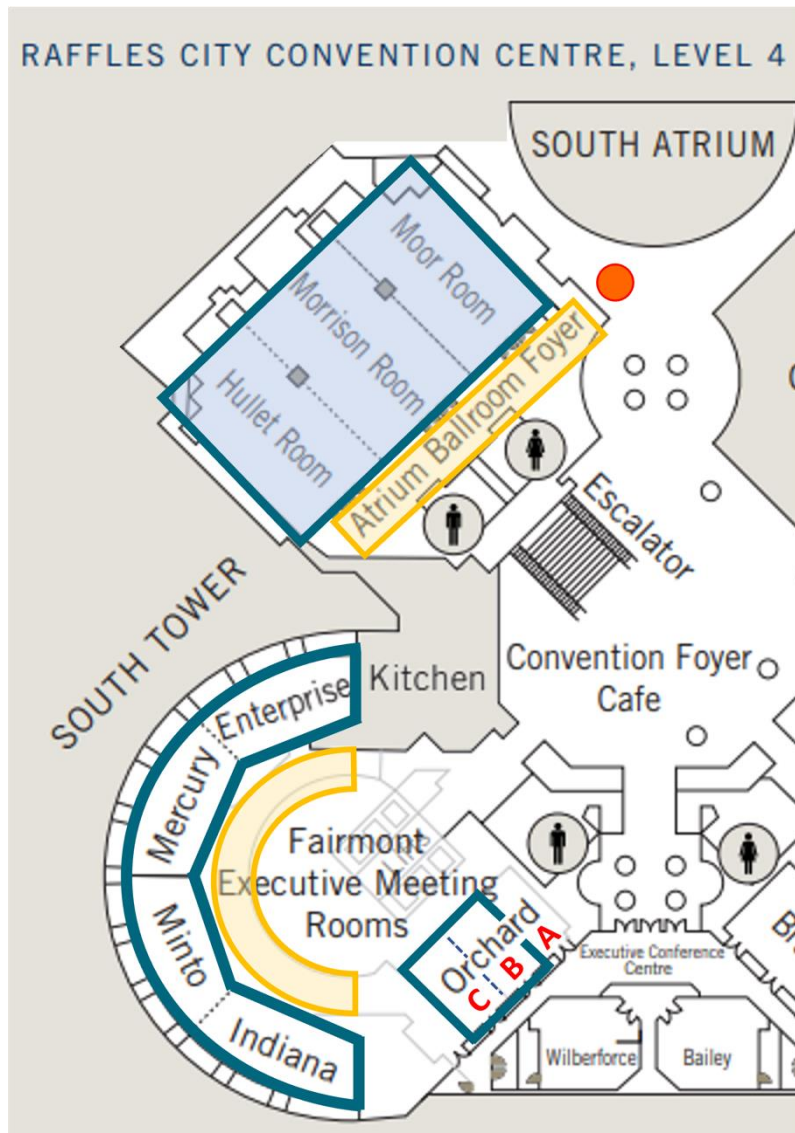 RAFFLES CITY CONVENTION CENTRE, LEVEL 4
SOUTH ATRIUM
Moor Room
Morrison Room
Hullet Room
Atrium Ballroom Foyer
Escalator
SOUTH TOWER
Kitchen
Convention Foyer
Cafe
Enterprise
Mercury
Minto
Indiana
Fairmont
Executive Meeting
Rooms
Orchard
A
B
C
Executive Conference
Centre
Wilberforce
Bailey